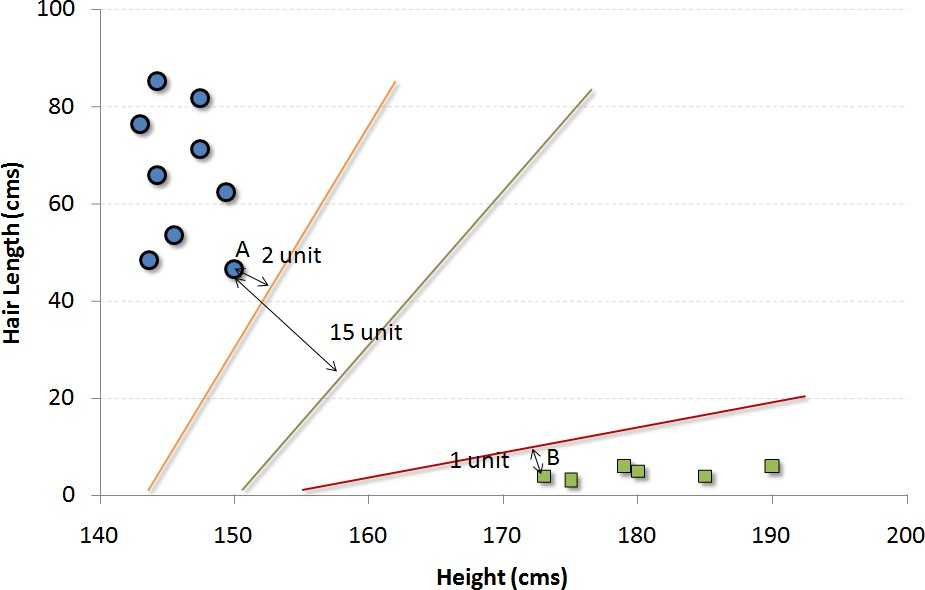 100
80
60
40
20
0
Hair Length (cms)
A
2 unit
15 unit
1 unit
B
140 150 160 170 180 190 200
Height (cms)